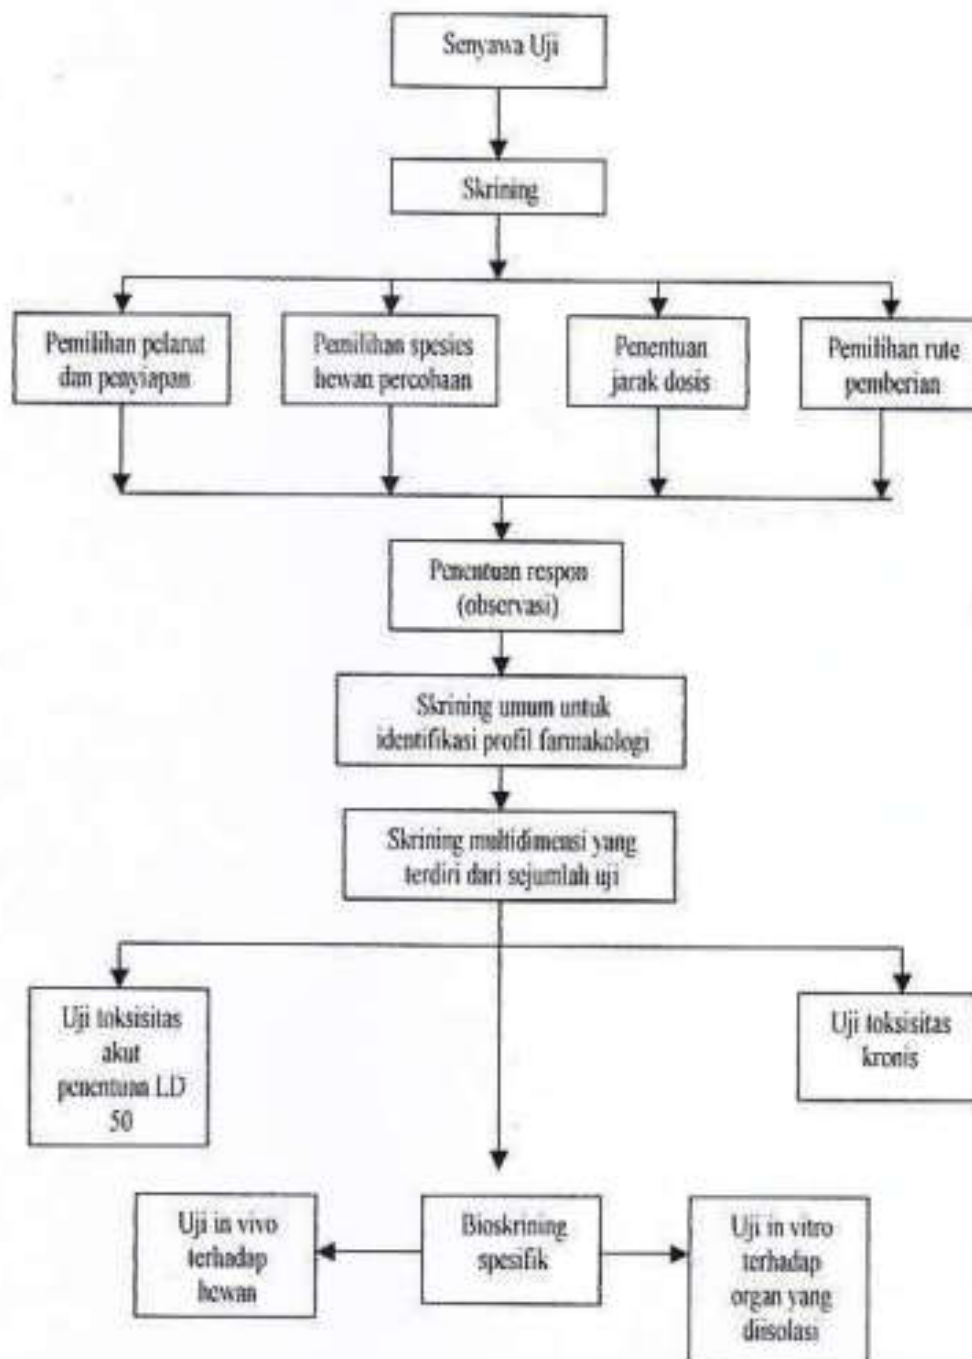 Senyawa Uji
Skrining
Pemilihan pelarut
dan penyiapan
Pemilihan spesies
hewan percobaan
Penentuan
jarak dosis
Pemilihan rute
pemberian
Penentuan respon
(observasi)
Skrining umum untuk
identifikasi profil farmakologi
Skrining multidimensi yang
terdiri dari sejumlah uji
Uji toksisitas
akut
penentuan LD
50
Uji toksisitas
kronis
Uji in vivo
terhadap
hewan
Bioskrining
spesifik
Uji in vitro
terhadap
organ yang
diisolasi